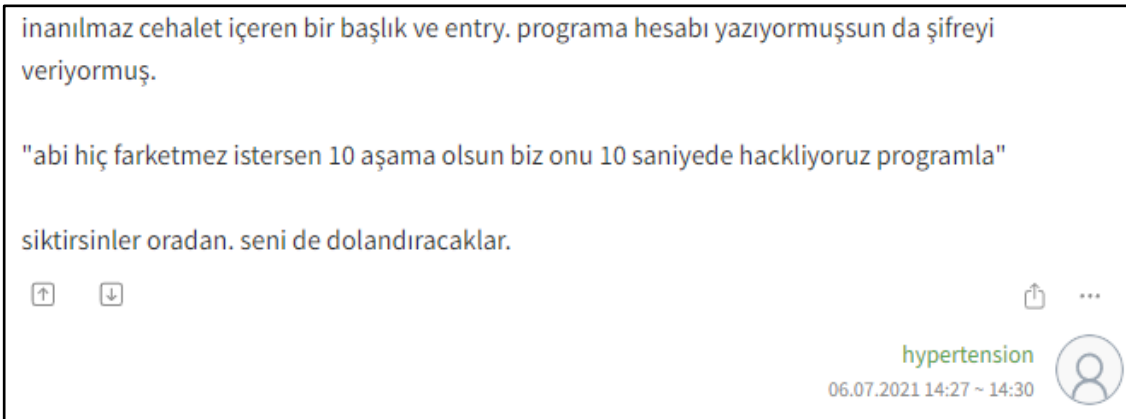 inanılmaz cehalet içeren bir başlık ve entry. programa hesabı yazıyormuşsun da şifreyi
veriyormuş.
"abi hiç farketmez istersen 10 aşama olsun biz onu 10 saniyede hackliyoruz programla"
siktirsinler oradan. seni de dolandıracaklar.
hypertension
06.07.2021 14:27 ~ 14:30